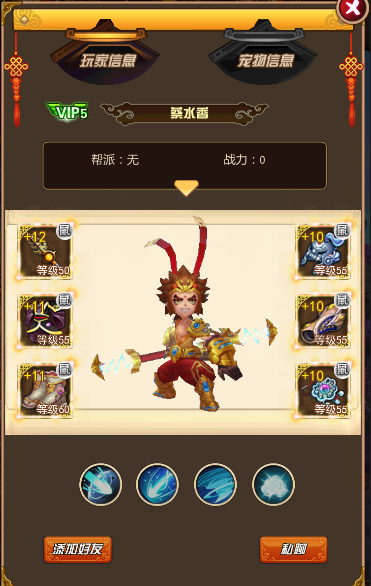 玩家信息
宠物信息
VIP5
蔡水香
帮派：无
战力：0
+12
鼠
等级50
+10
鼠
等级55
+11
鼠
等级55
+10
鼠
等级55
+11
鼠
等级60
+10
鼠
等级55
添加好友
私聊